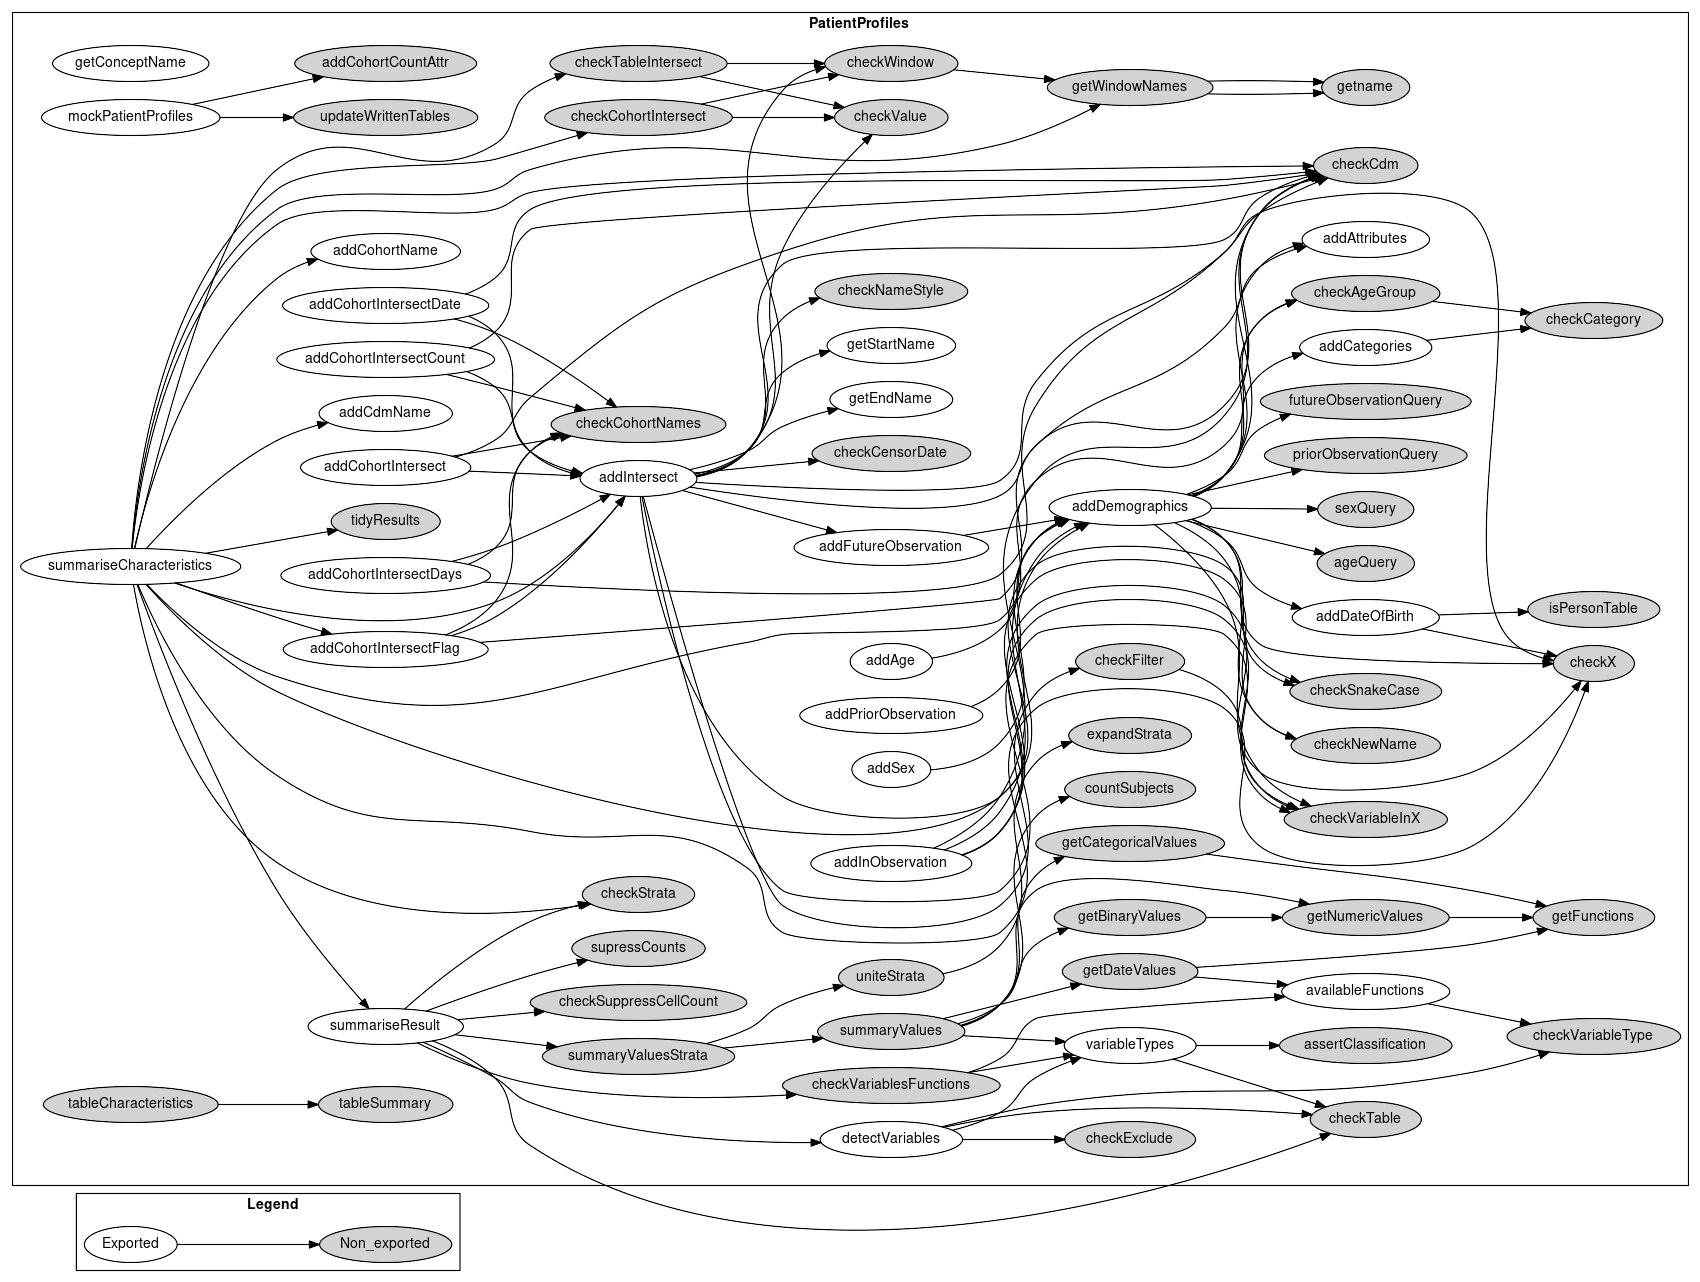 PatientProfiles
getConceptName
addCohortCountAttr
checkTableIntersect
checkWindow
getWindowNames
getname
mockPatientProfiles
updateWrittenTables
checkCohortIntersect
checkValue
checkCdm
addCohortName
addAttributes
addCohortIntersectDate
checkNameStyle
checkAgeGroup
checkCategory
addCohortIntersectCount
getStartName
addCategories
addCdmName
checkCohortNames
getEndName
futureObservationQuery
addCohortIntersect
addIntersect
checkCensorDate
priorObservationQuery
tidyResults
addDemographics
sexQuery
summariseCharacteristics
addCohortIntersectDays
addFutureObservation
ageQuery
addDateOfBirth
isPersonTable
addCohortIntersectFlag
addAge
checkFilter
checkX
addPriorObservation
checkSnakeCase
expandStrata
checkNewName
addSex
countSubjects
checkVariableInX
addInObservation
getCategoricalValues
checkStrata
getBinaryValues
getNumericValues
getFunctions
supressCounts
uniteStrata
getDateValues
availableFunctions
checkSuppressCellCount
summariseResult
summaryValues
variableTypes
assertClassification
checkVariableType
summaryValuesStrata
checkVariablesFunctions
tableCharacteristics
tableSummary
detectVariables
checkExclude
checkTable
Legend
Exported
Non_exported